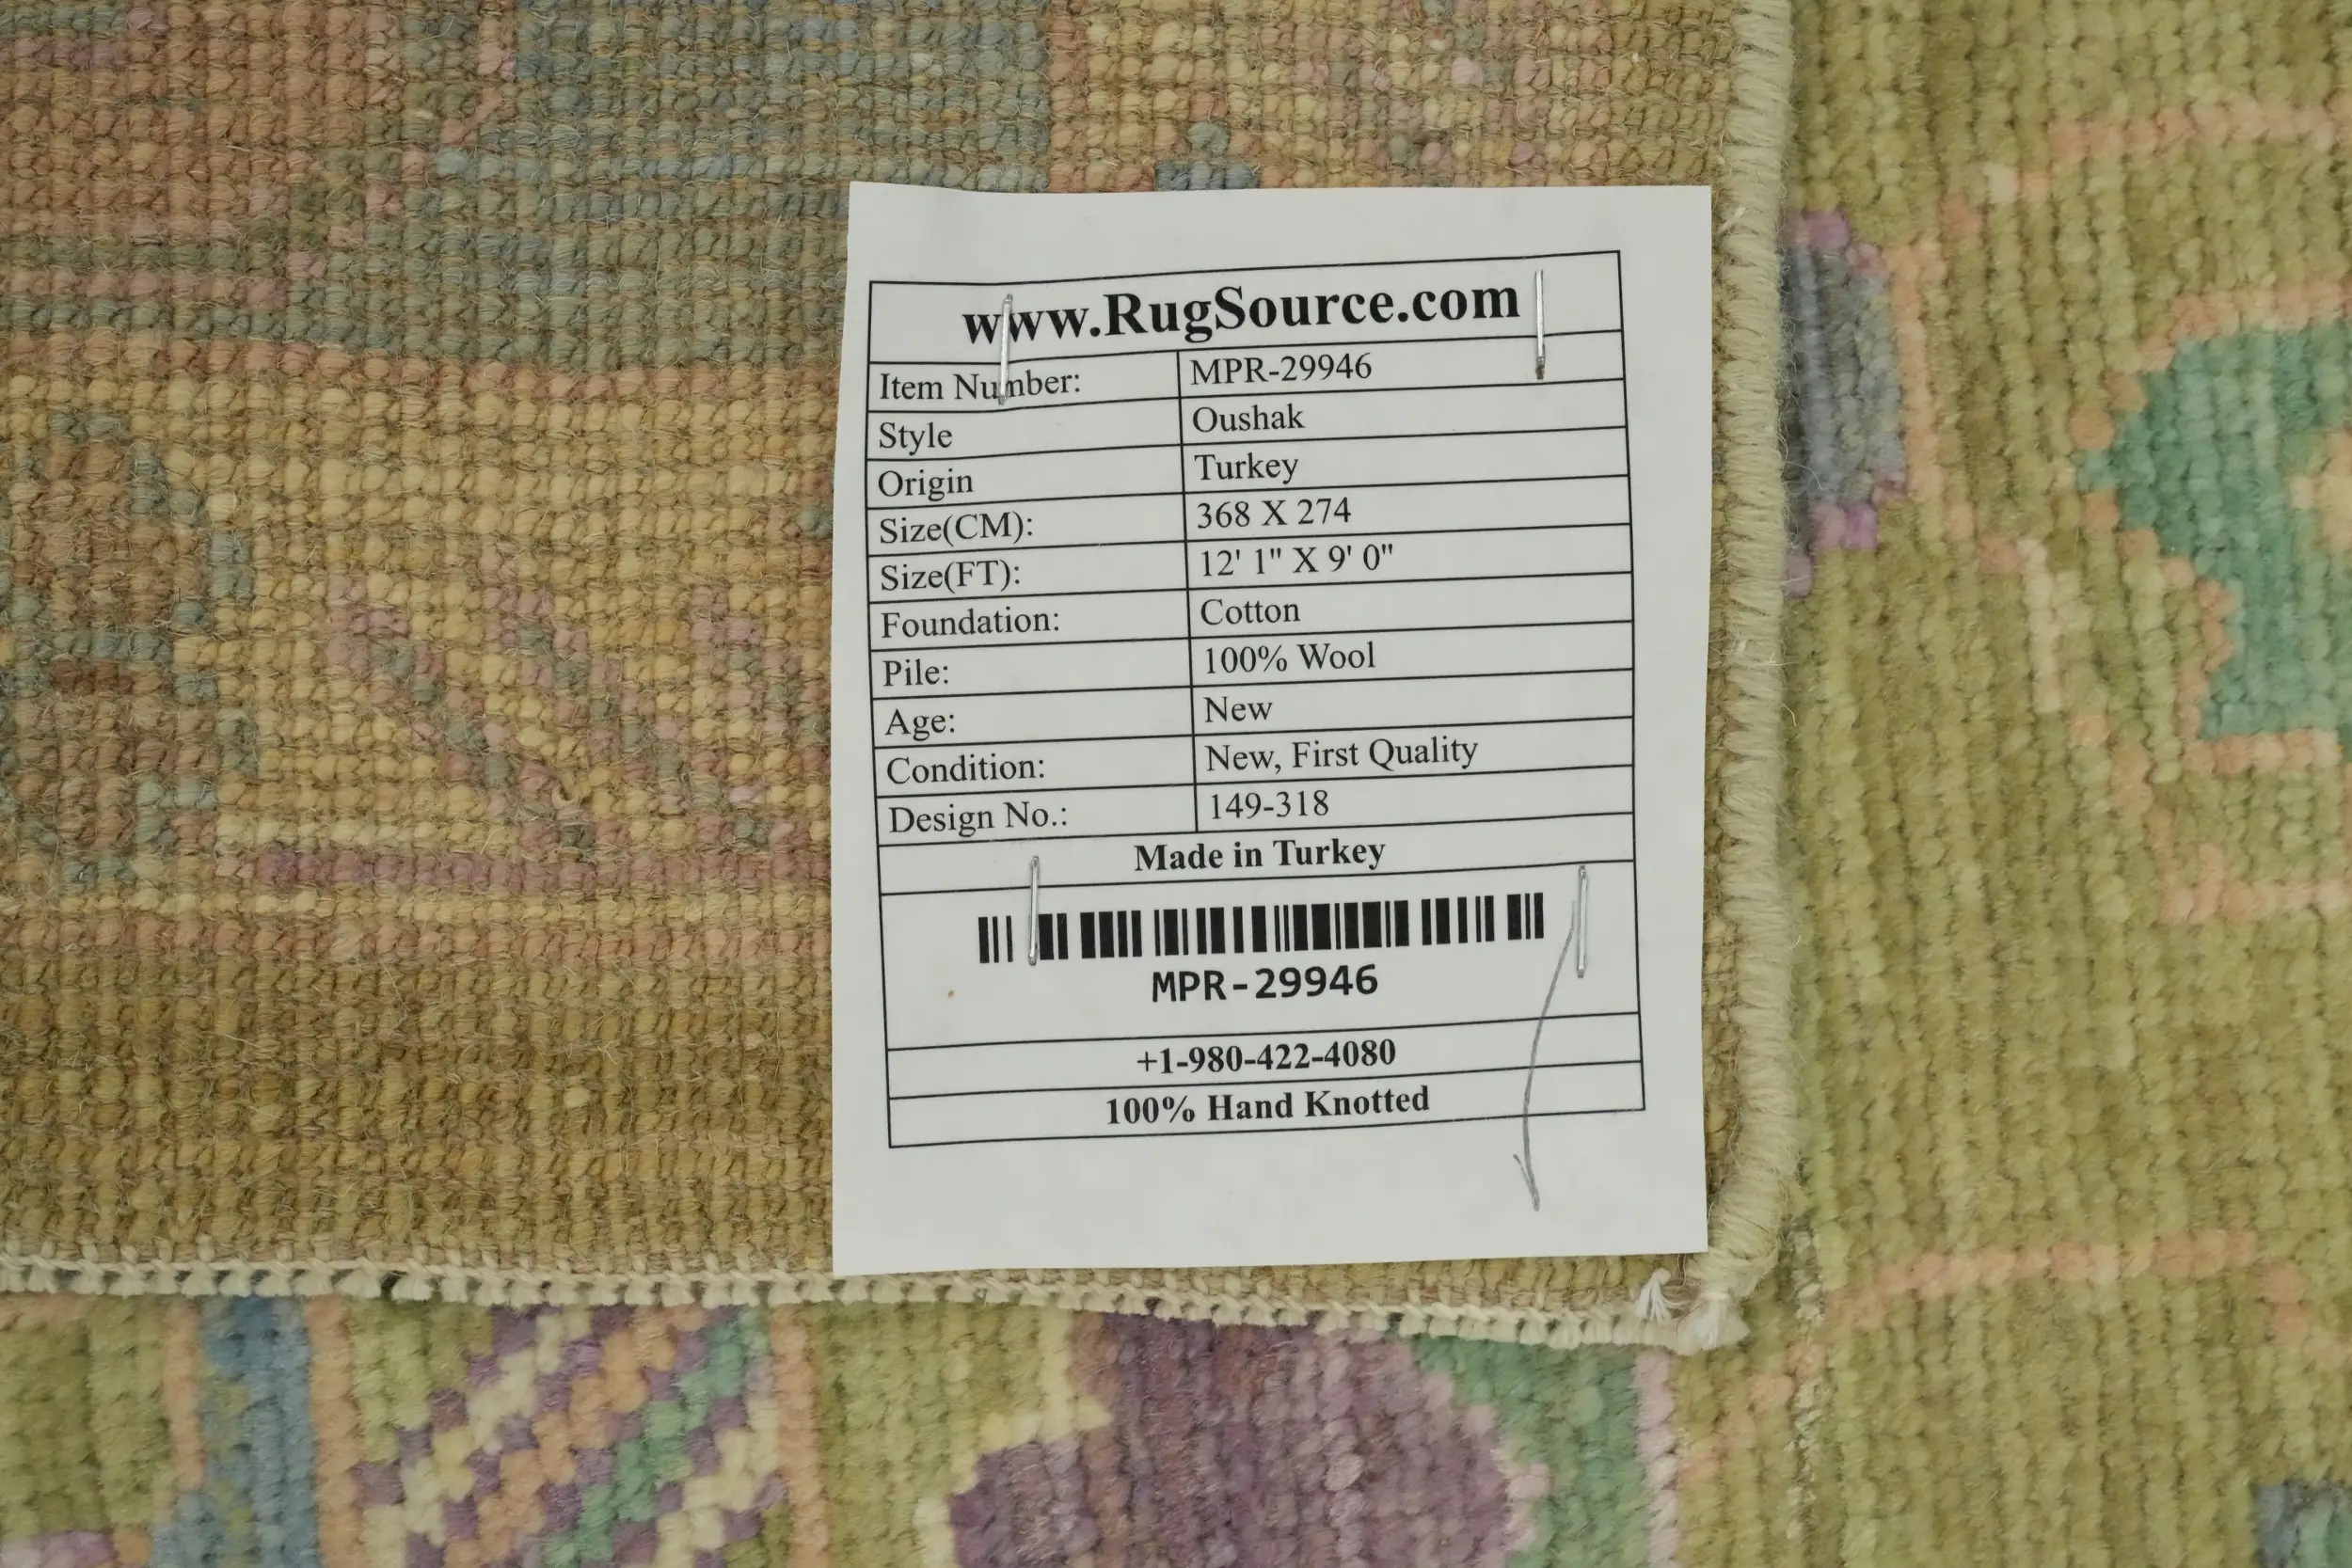 www.RugSource.com
Item Number: MPR-29946
Style Oushak
Origin Turkey
Size(CM): 368 X 274
Size(FT): 12' 1" X 9' 0"
Foundation: Cotton
Pile: 100% Wool
Age: New
Condition: New, First Quality
Design No.: 149-318
Made in Turkey
MPR-29946
+1-980-422-4080
100% Hand Knotted